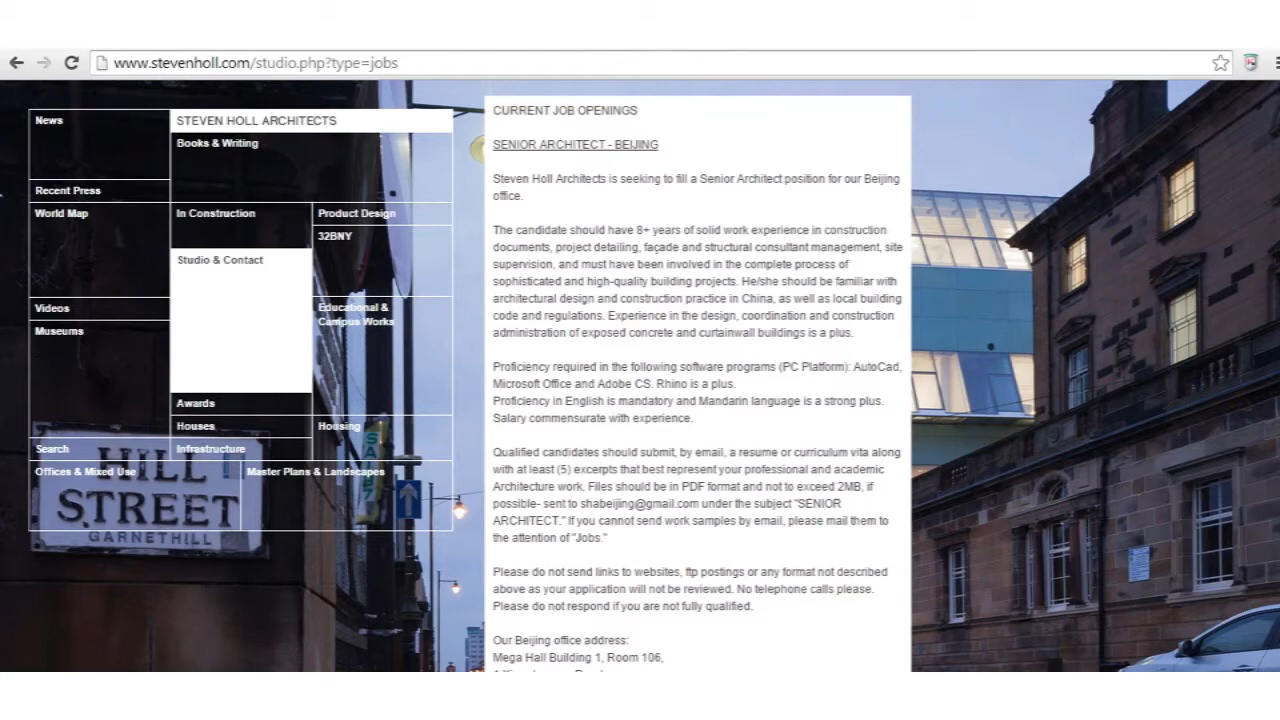 www.stevenholl.com/studio.php?type=jobs
News
STEVEN HOLL ARCHITECTS
Books & Writing
Recent Press
World Map
In Construction
Product Design
32BNY
Studio & Contact
Videos
Educational &
Campus Works
Museums
Awards
Houses
Housing
Search
Infrastructure
Offices & Mixed Use
Master Plans & Landscapes
HILL
STREET
GARNETHILL
CURRENT JOB OPENINGS
SENIOR ARCHITECT - BEIJING
Steven Holl Architects is seeking to fill a Senior Architect position for our Beijing
office.
The candidate should have 8+ years of solid work experience in construction
documents, project detailing, façade and structural consultant management, site
supervision, and must have been involved in the complete process of
sophisticated and high-quality building projects. He/she should be familiar with
architectural design and construction practice in China, as well as local building
code and regulations. Experience in the design, coordination and construction
administration of exposed concrete and curtainwall buildings is a plus.
Proficiency required in the following software programs (PC Platform): AutoCad,
Microsoft Office and Adobe CS. Rhino is a plus.
Proficiency in English is mandatory and Mandarin language is a strong plus.
Salary commensurate with experience.
Qualified candidates should submit, by email, a resume or curriculum vita along
with at least (5) excerpts that best represent your professional and academic
Architecture work. Files should be in PDF format and not to exceed 2MB, if
possible- sent to shabeijing@gmail.com under the subject "SENIOR
ARCHITECT." If you cannot send work samples by email, please mail them to
the attention of "Jobs."
Please do not send links to websites, ftp postings or any format not described
above as your application will not be reviewed. No telephone calls please.
Please do not respond if you are not fully qualified.
Our Beijing office address:
Mega Hall Building 1, Room 106,